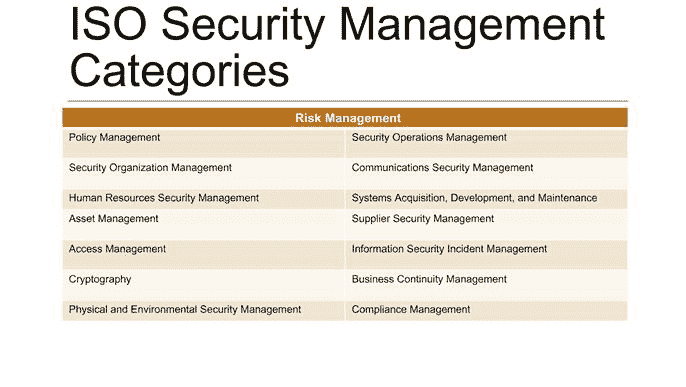 ISO Security Management
Categories
Risk Management
Policy Management
Security Operations Management
Security Organization Management
Communications Security Management
Human Resources Security Management
Systems Acquisition, Development, and Maintenance
Asset Management
Supplier Security Management
Access Management
Information Security Incident Management
Cryptography
Business Continuity Management
Physical and Environmental Security Management
Compliance Management